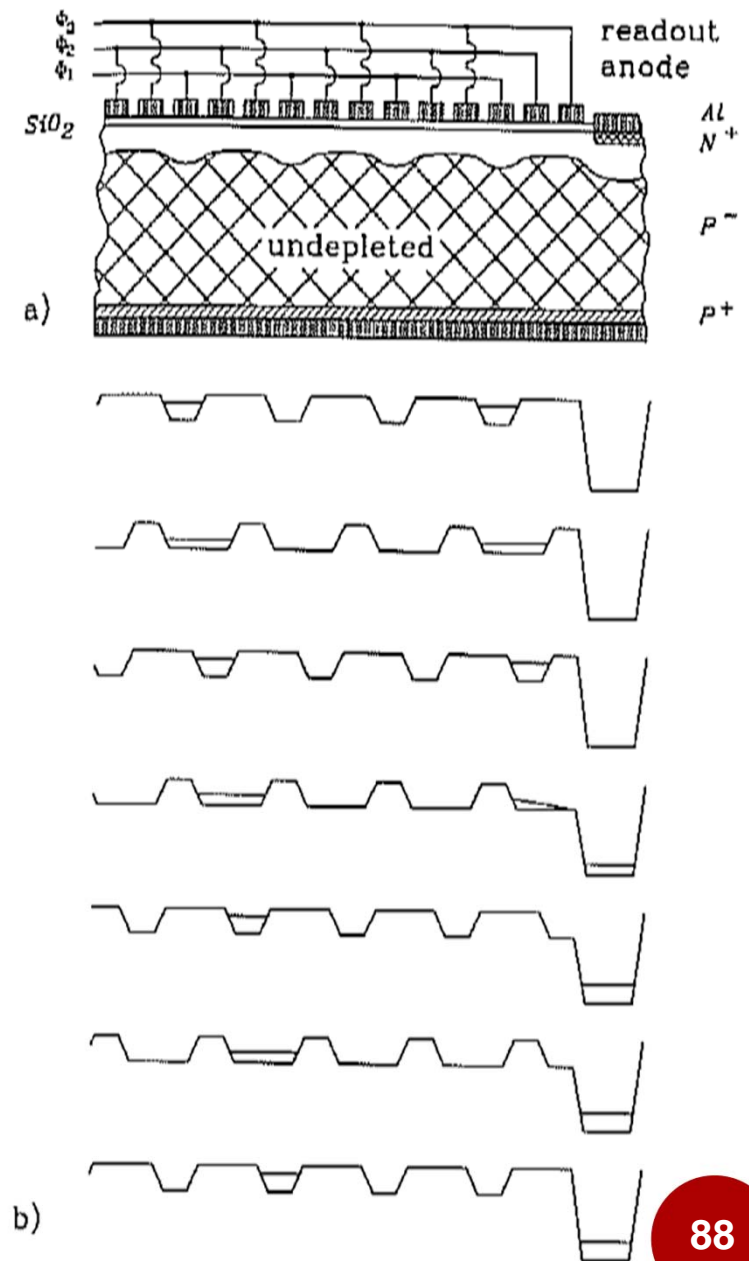 Φ3
Φ2
Φ1
readout
anode
SiO2
Al
N+
undepleted
P−
P+
a)
b)
88